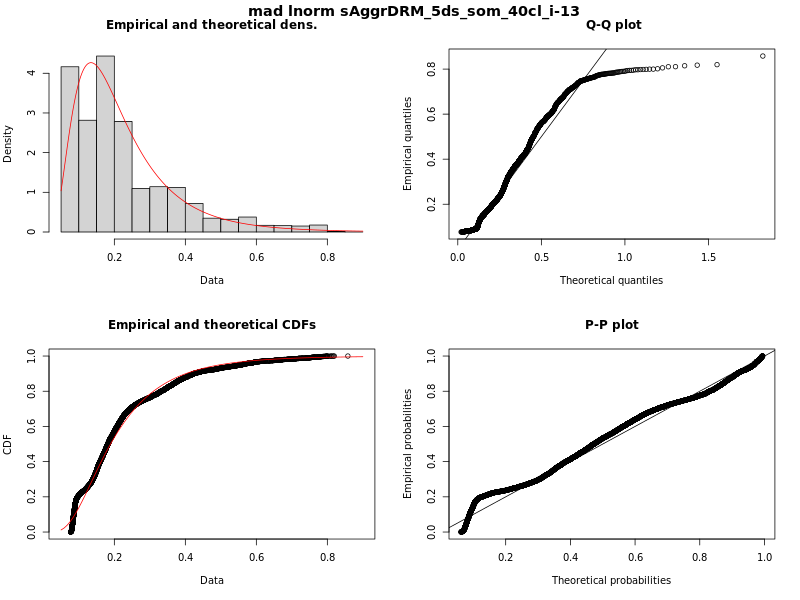 mad lnorm sAggrDRM_5ds_som_40cl_i-13
Empirical and theoretical dens.
Density
0
1
2
3
4
0.2
0.4
0.6
0.8
Data
Q-Q plot
Empirical quantiles
0.2
0.4
0.6
0.8
0.0
0.5
1.0
1.5
Theoretical quantiles
Empirical and theoretical CDFs
CDF
0.0
0.2
0.4
0.6
0.8
1.0
0.2
0.4
0.6
0.8
Data
P-P plot
Empirical probabilities
0.0
0.2
0.4
0.6
0.8
1.0
0.2
0.4
0.6
0.8
1.0
Theoretical probabilities